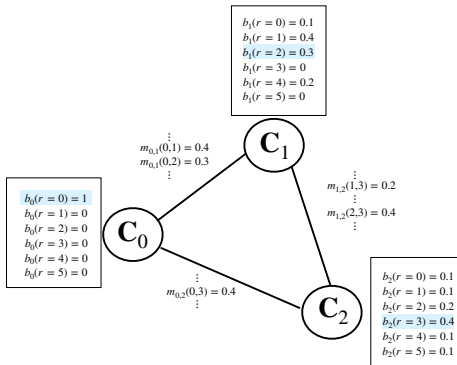 b₁(r = 0) = 0.1
b₁(r = 1) = 0.4
b₁(r = 2) = 0.3
b₁(r = 3) = 0
b₁(r = 4) = 0.2
b₁(r = 5) = 0
C₁
⋮
m₀,₁(0,1) = 0.4
m₀,₁(0,2) = 0.3
⋮
⋮
m₁,₂(1,3) = 0.2
⋮
m₁,₂(2,3) = 0.4
⋮
b₀(r = 0) = 1
b₀(r = 1) = 0
b₀(r = 2) = 0
b₀(r = 3) = 0
b₀(r = 4) = 0
b₀(r = 5) = 0
C₀
⋮
m₀,₂(0,3) = 0.4
⋮
C₂
b₂(r = 0) = 0.1
b₂(r = 1) = 0.1
b₂(r = 2) = 0.2
b₂(r = 3) = 0.4
b₂(r = 4) = 0.1
b₂(r = 5) = 0.1